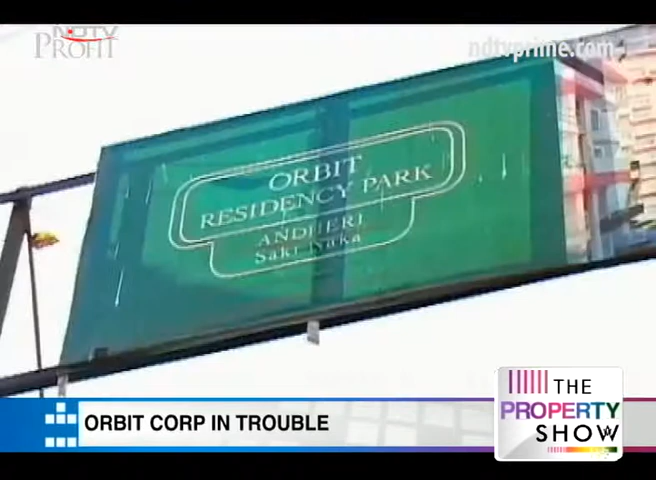 NDTV
PROFIT
ndtvprime.com
ORBIT
RESIDENCY PARK
ANDHERI
Saki Naka
ORBIT CORP IN TROUBLE
THE
PROPERTY
SHOW